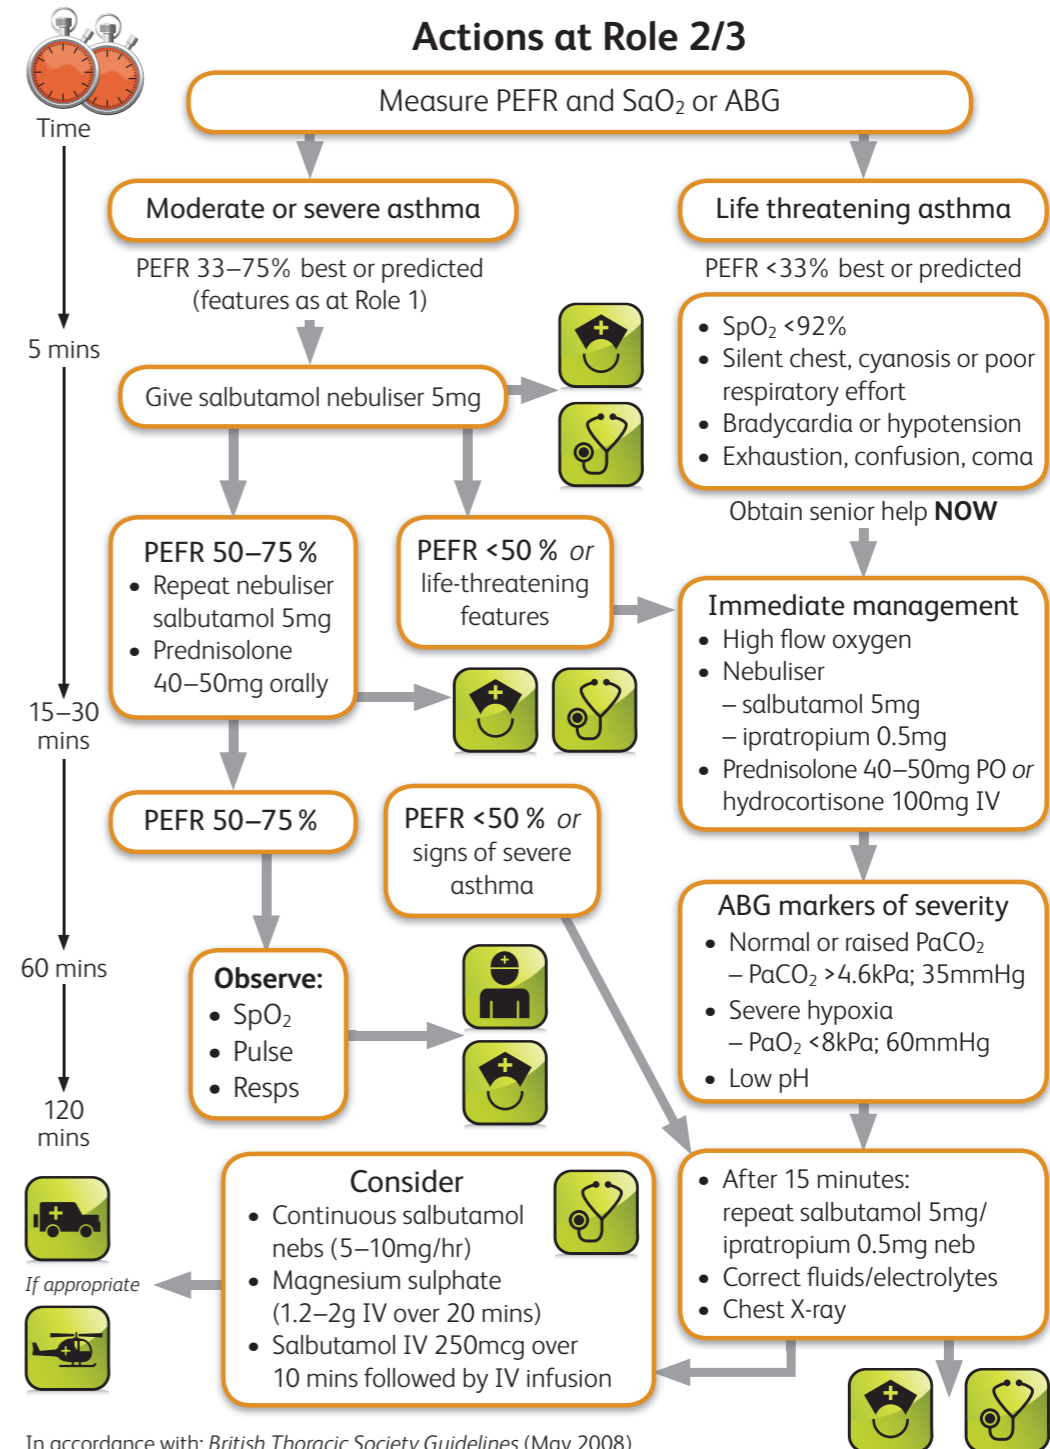 Actions at Role 2/3
Time
Measure PEFR and SaO₂ or ABG
Moderate or severe asthma
PEFR 33–75% best or predicted
(features as at Role 1)
Life threatening asthma
PEFR <33% best or predicted
• SpO₂ <92%
• Silent chest, cyanosis or poor
respiratory effort
• Bradycardia or hypotension
• Exhaustion, confusion, coma
Obtain senior help NOW
5 mins
Give salbutamol nebuliser 5mg
PEFR 50–75 %
• Repeat nebuliser
salbutamol 5mg
• Prednisolone
40–50mg orally
PEFR <50 % or
life-threatening
features
Immediate management
• High flow oxygen
• Nebuliser
– salbutamol 5mg
– ipratropium 0.5mg
• Prednisolone 40–50mg PO or
hydrocortisone 100mg IV
15–30
mins
PEFR 50–75 %
PEFR <50 % or
signs of severe
asthma
ABG markers of severity
• Normal or raised PaCO₂
– PaCO₂ >4.6kPa; 35mmHg
• Severe hypoxia
– PaO₂ <8kPa; 60mmHg
• Low pH
60 mins
Observe:
• SpO₂
• Pulse
• Resps
120
mins
• After 15 minutes:
repeat salbutamol 5mg/
ipratropium 0.5mg neb
• Correct fluids/electrolytes
• Chest X-ray
Consider
• Continuous salbutamol
nebs (5–10mg/hr)
• Magnesium sulphate
(1.2–2g IV over 20 mins)
• Salbutamol IV 250mcg over
10 mins followed by IV infusion
If appropriate
In accordance with: British Thoracic Society Guidelines (May 2008)